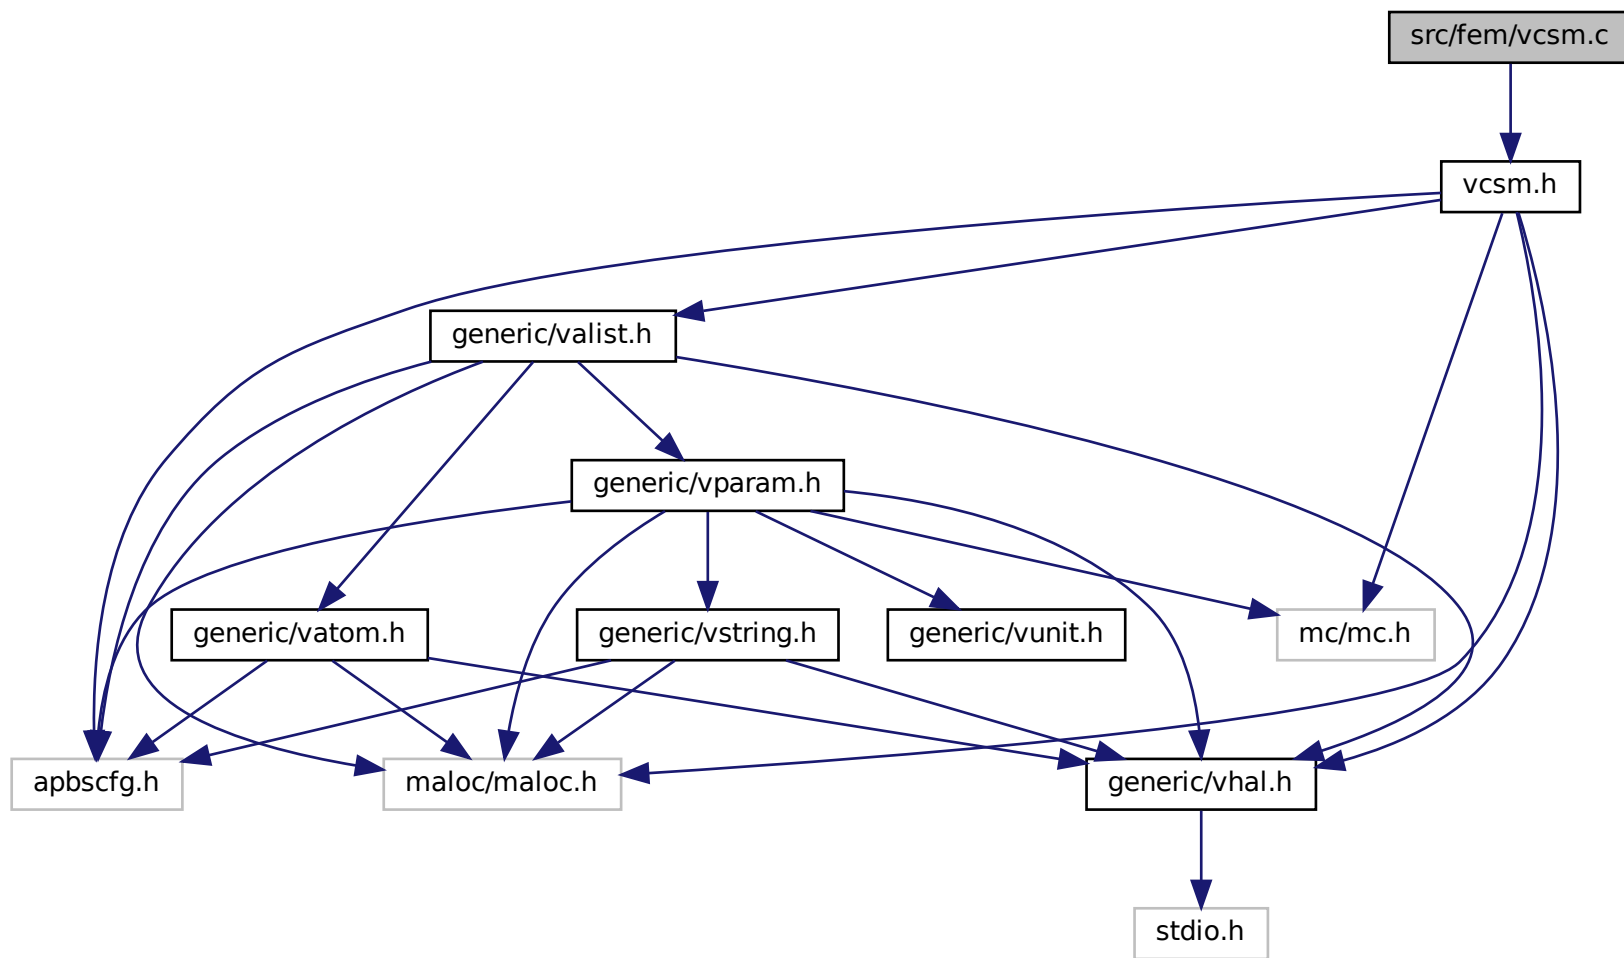 src/fem/vcsm.c
vcsm.h
generic/valist.h
generic/vparam.h
generic/vatom.h
generic/vstring.h
generic/vunit.h
mc/mc.h
apbscfg.h
maloc/maloc.h
generic/vhal.h
stdio.h